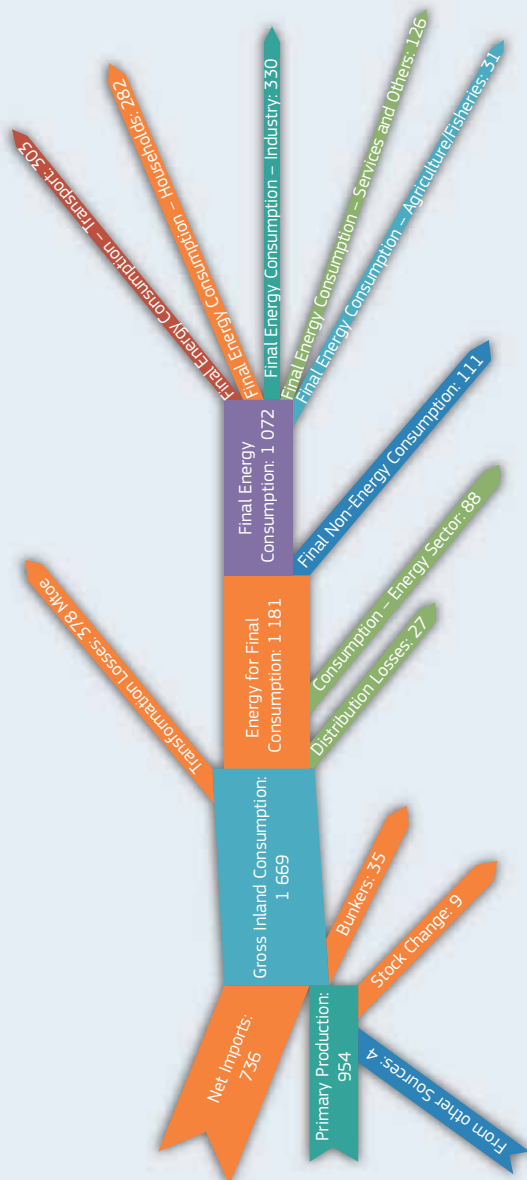 Net Imports:
736
Primary Production:
954
From other Sources: 4
Stock Change: 9
Bunkers: 35
Gross Inland Consumption:
1 669
Transformation Losses: 378 Mtoe
Distribution Losses: 27
Consumption – Energy Sector: 88
Energy for Final
Consumption: 1 181
Final Non-Energy Consumption: 111
Final Energy
Consumption: 1 072
Final Energy Consumption – Transport: 303
Final Energy Consumption – Households: 282
Final Energy Consumption – Industry: 330
Final Energy Consumption – Services and Others: 126
Final Energy Consumption – Agriculture/Fisheries: 31